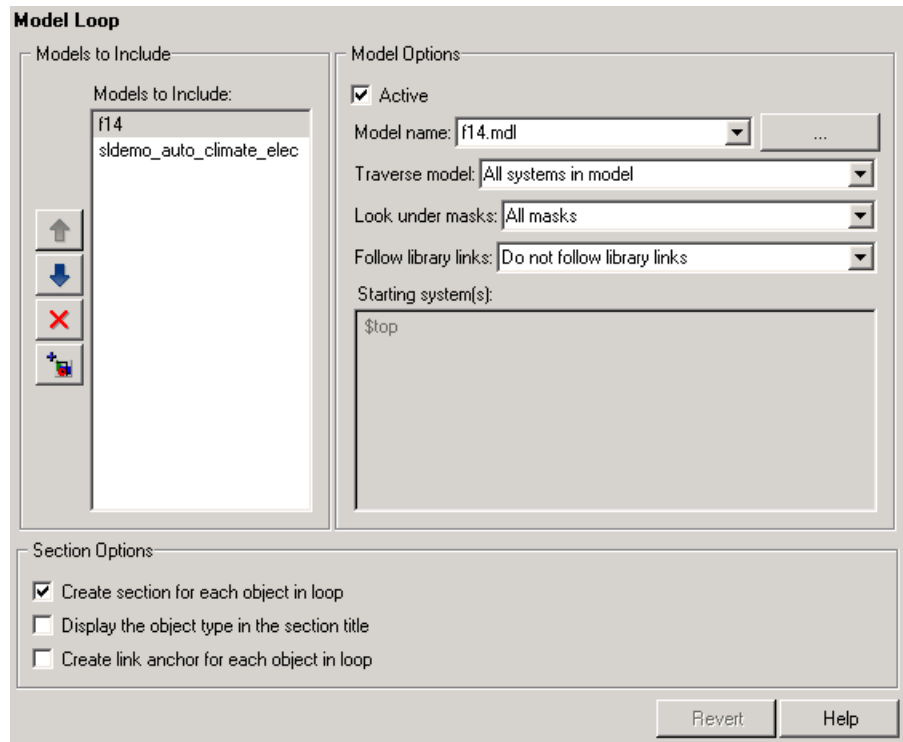 Model Loop
Models to Include
Models to Include:
f14
sldemo_auto_climate_elec
Model Options
Active
Model name: f14.mdl
...
Traverse model: All systems in model
Look under masks: All masks
Follow library links: Do not follow library links
Starting system(s):
$top
Section Options
Create section for each object in loop
Display the object type in the section title
Create link anchor for each object in loop
Revert
Help